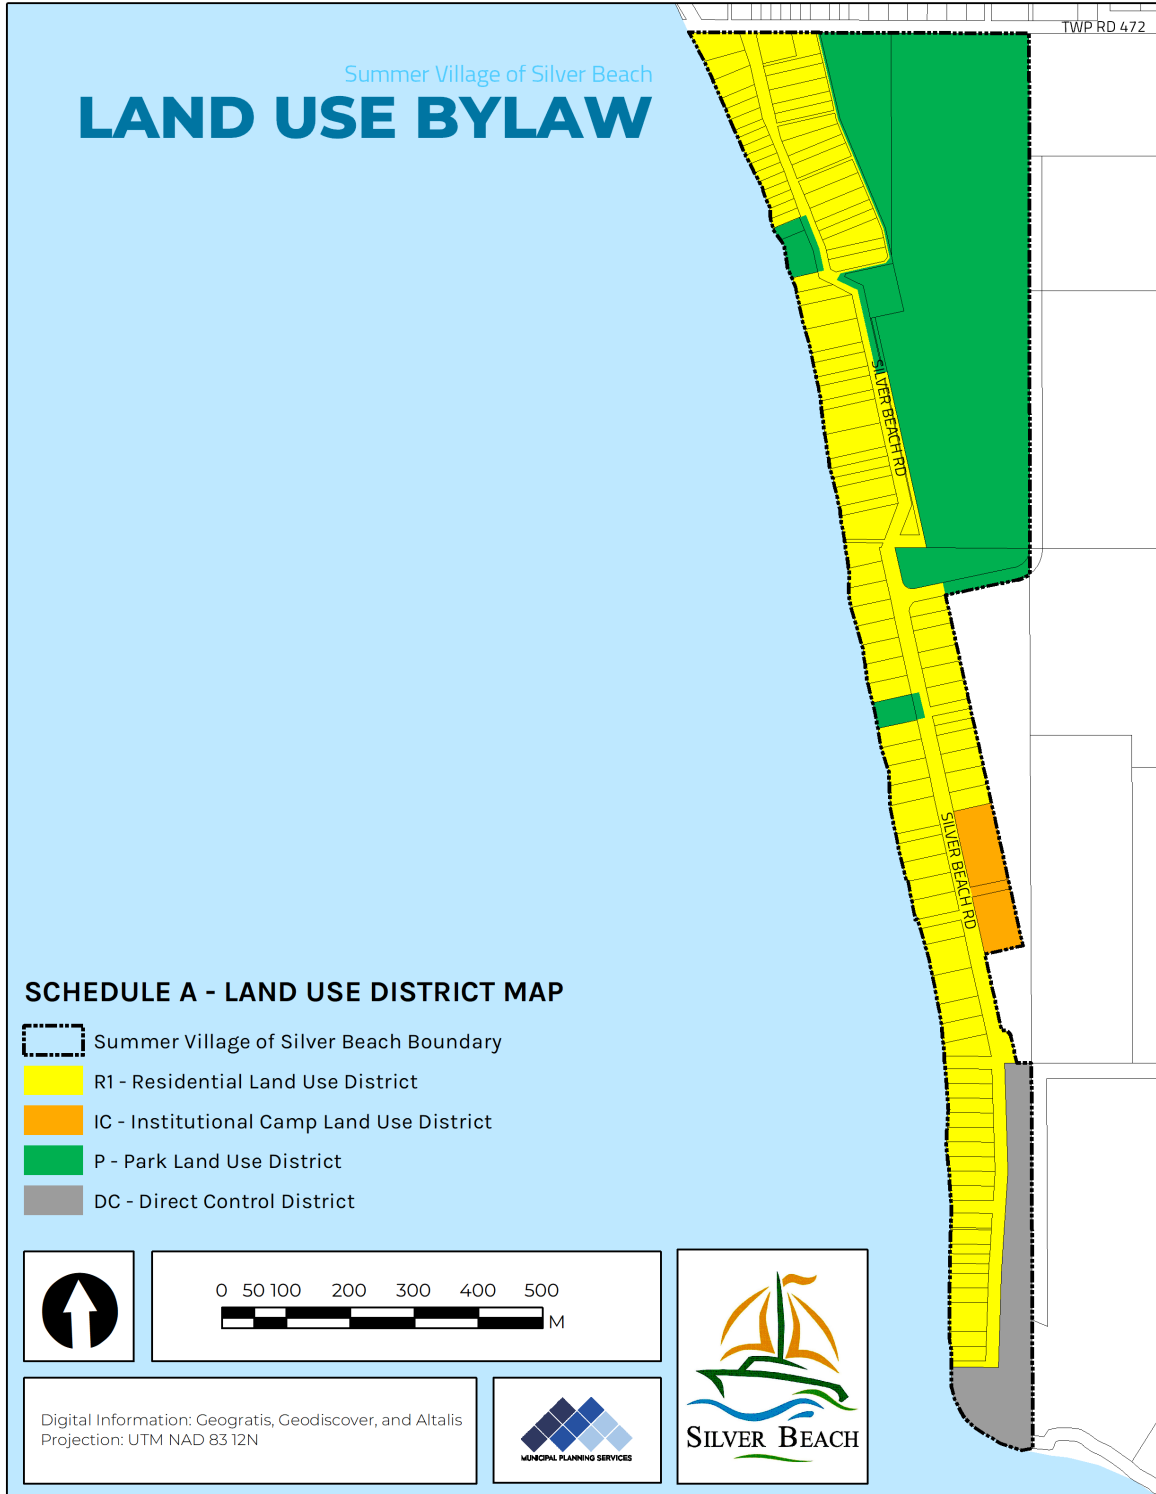 TWP RD 472
Summer Village of Silver Beach
LAND USE BYLAW
SILVER BEACH RD
SILVER BEACH RD
SCHEDULE A - LAND USE DISTRICT MAP
Summer Village of Silver Beach Boundary
R1 - Residential Land Use District
IC - Institutional Camp Land Use District
P - Park Land Use District
DC - Direct Control District
0 50 100 200 300 400 500
M
Digital Information: Geogratis, Geodiscover, and Altalis
Projection: UTM NAD 83 12N
MUNICIPAL PLANNING SERVICES
SILVER BEACH